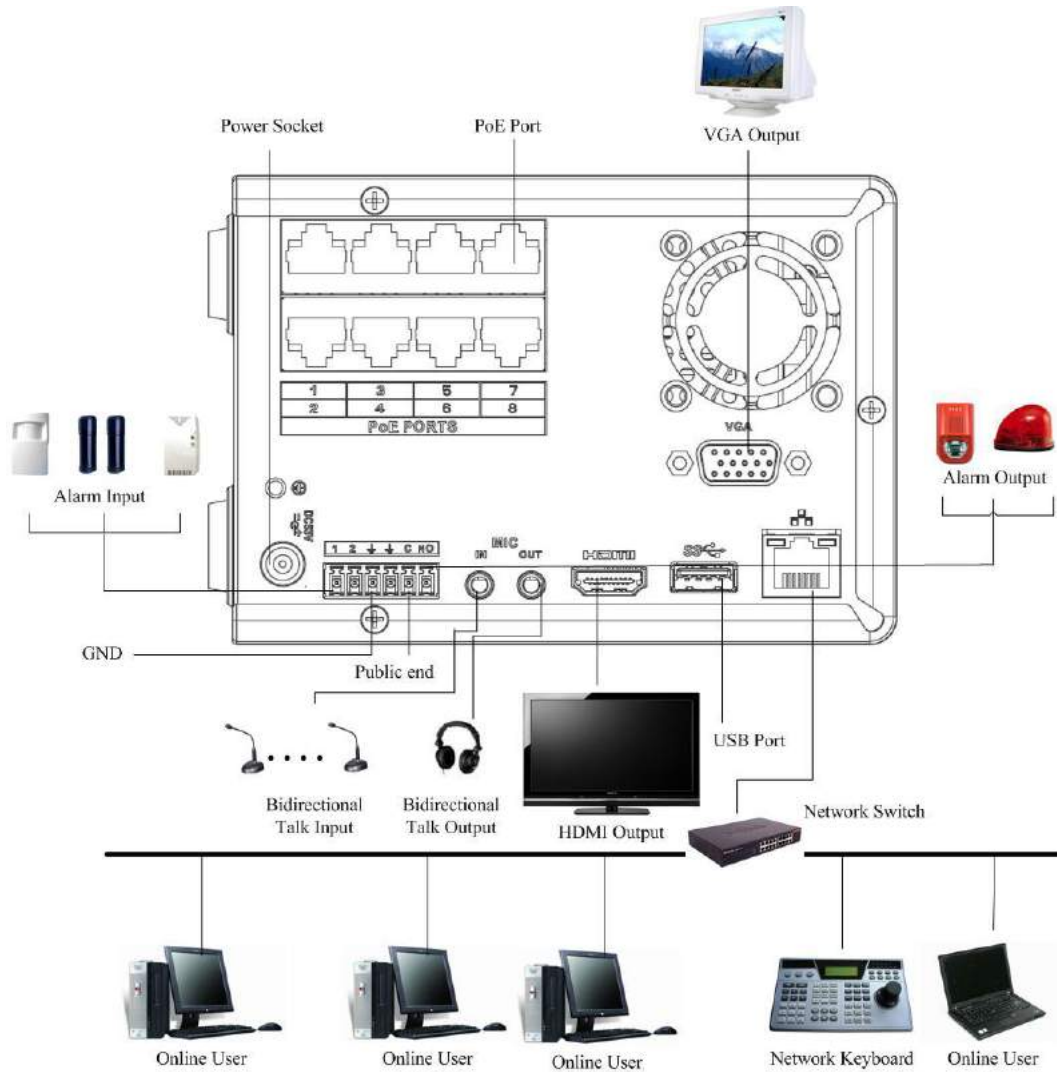 Power Socket
PoE Port
VGA Output
1 3 5 7
2 4 6 8
PoE PORTS
VGA
Alarm Input
Alarm Output
1 2 C NO
MIC
IN OUT
HDMI
SS
GND
Public end
USB Port
Bidirectional
Talk Input
Bidirectional
Talk Output
HDMI Output
Network Switch
Online User
Online User
Online User
Network Keyboard
Online User